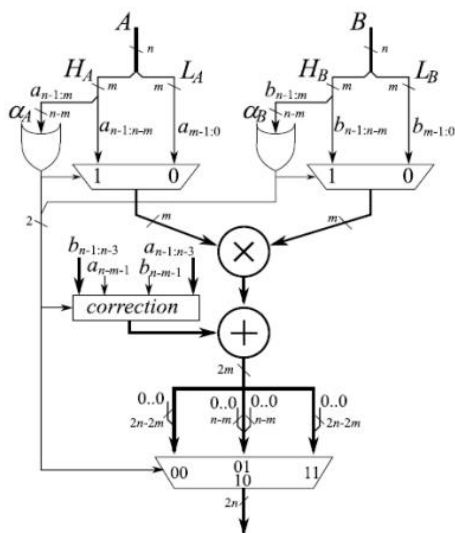 A B
n n
H_A L_A H_B L_B
a_{n-1:m} m m b_{n-1:m} m m
α_A n-m α_B n-m
a_{n-1:n-m} a_{m-1:0} b_{n-1:n-m} b_{m-1:0}
1 0 1 0
2 m m
×
b_{n-1:n-3} a_{n-1:n-3}
a_{n-m-1} b_{n-m-1}
correction
+
2m
0..0 0..0 0..0 0..0
2n-2m n-m n-m 2n-2m
00 01 11
10
2n